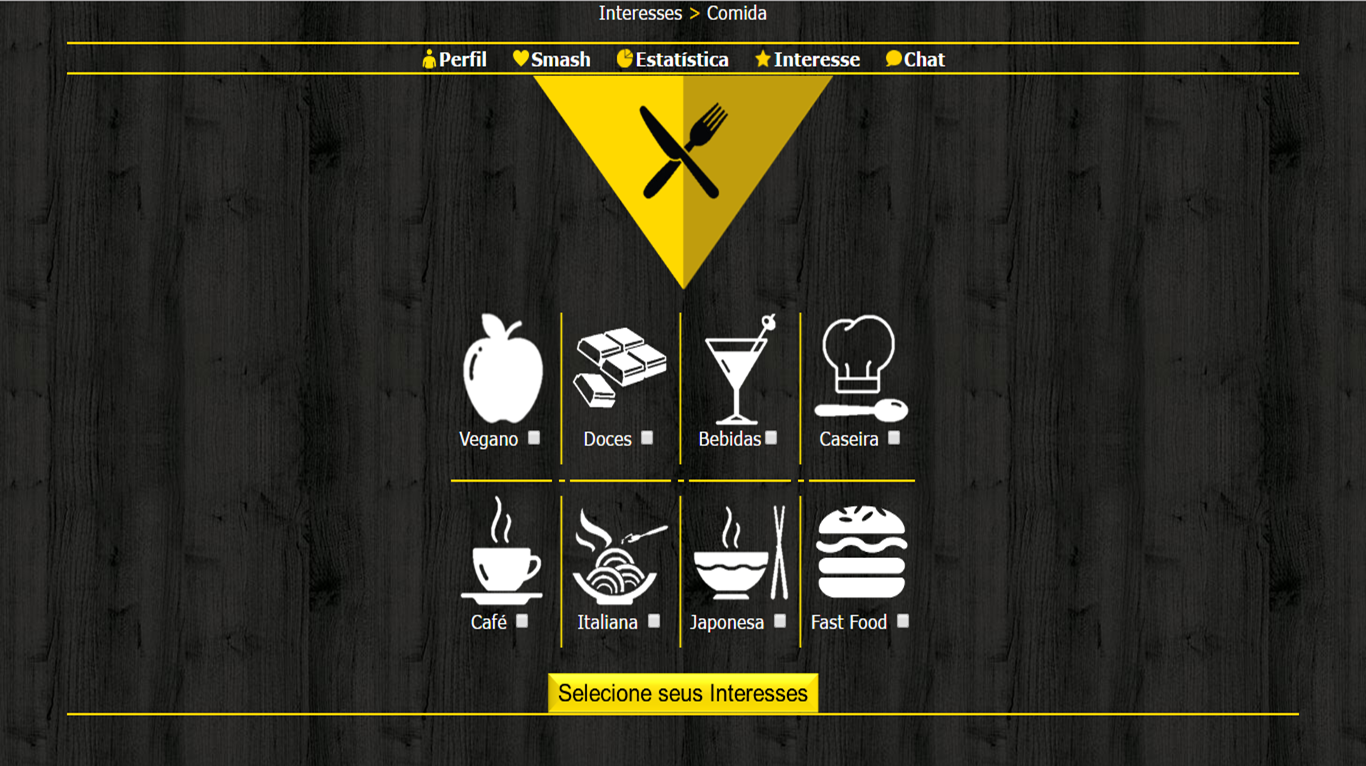 Interesses > Comida
Perfil Smash Estatística Interesse Chat
Vegano Doces Bebidas Caseira
Café Italiana Japonesa Fast Food
Selecione seus Interesses